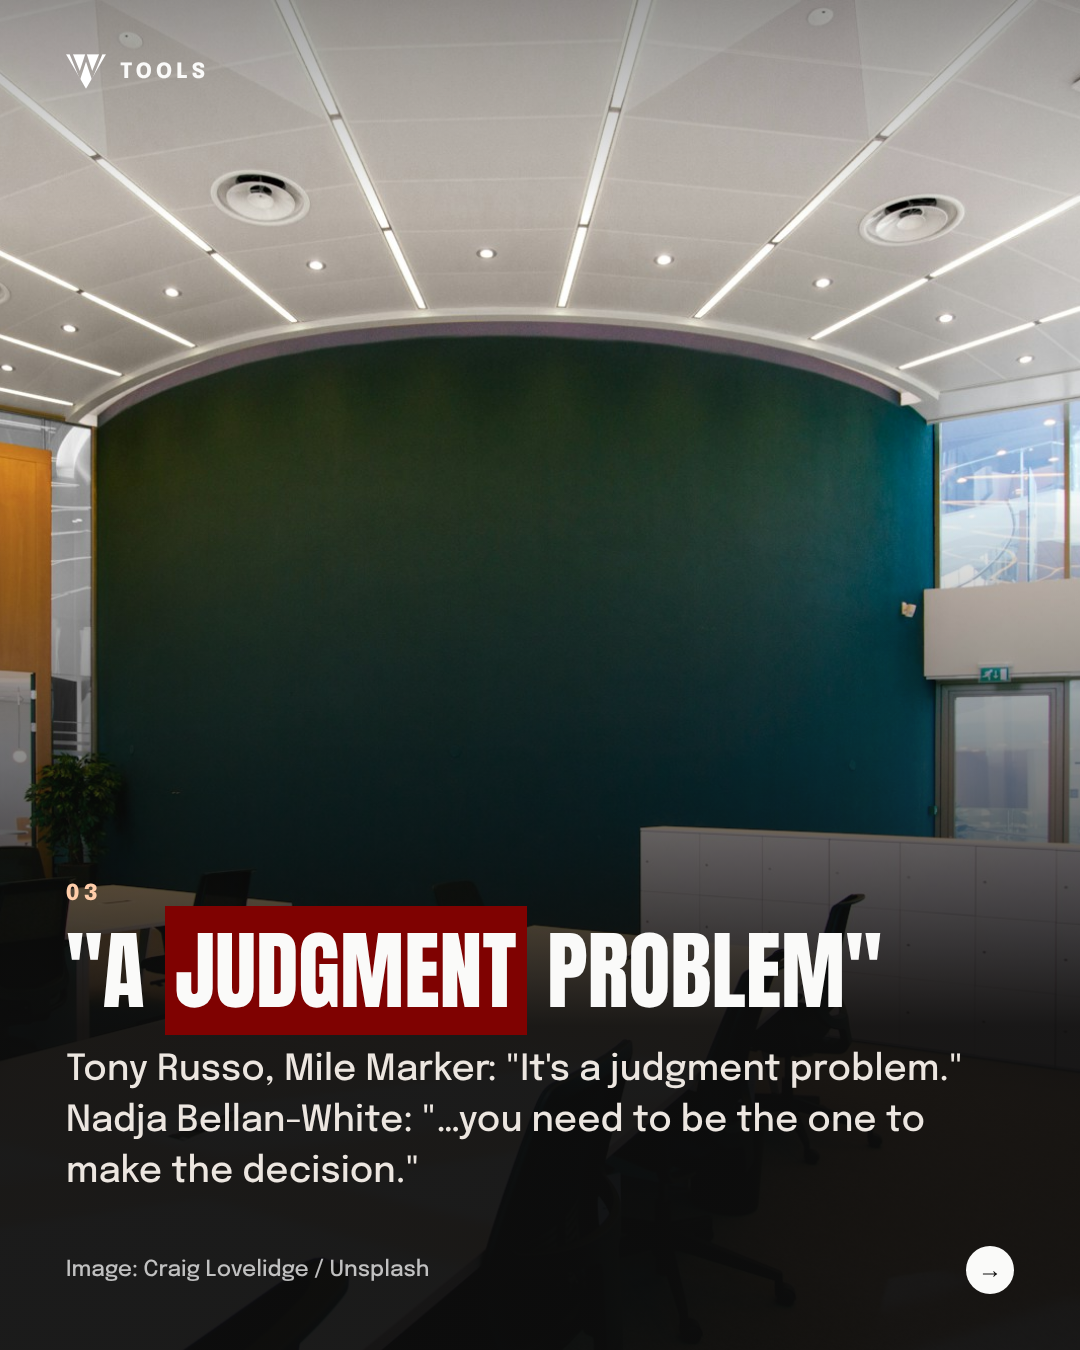 TOOLS
03
"A JUDGMENT PROBLEM"
Tony Russo, Mile Marker: "It's a judgment problem."
Nadja Bellan-White: "…you need to be the one to
make the decision."
Image: Craig Lovelidge / Unsplash
→